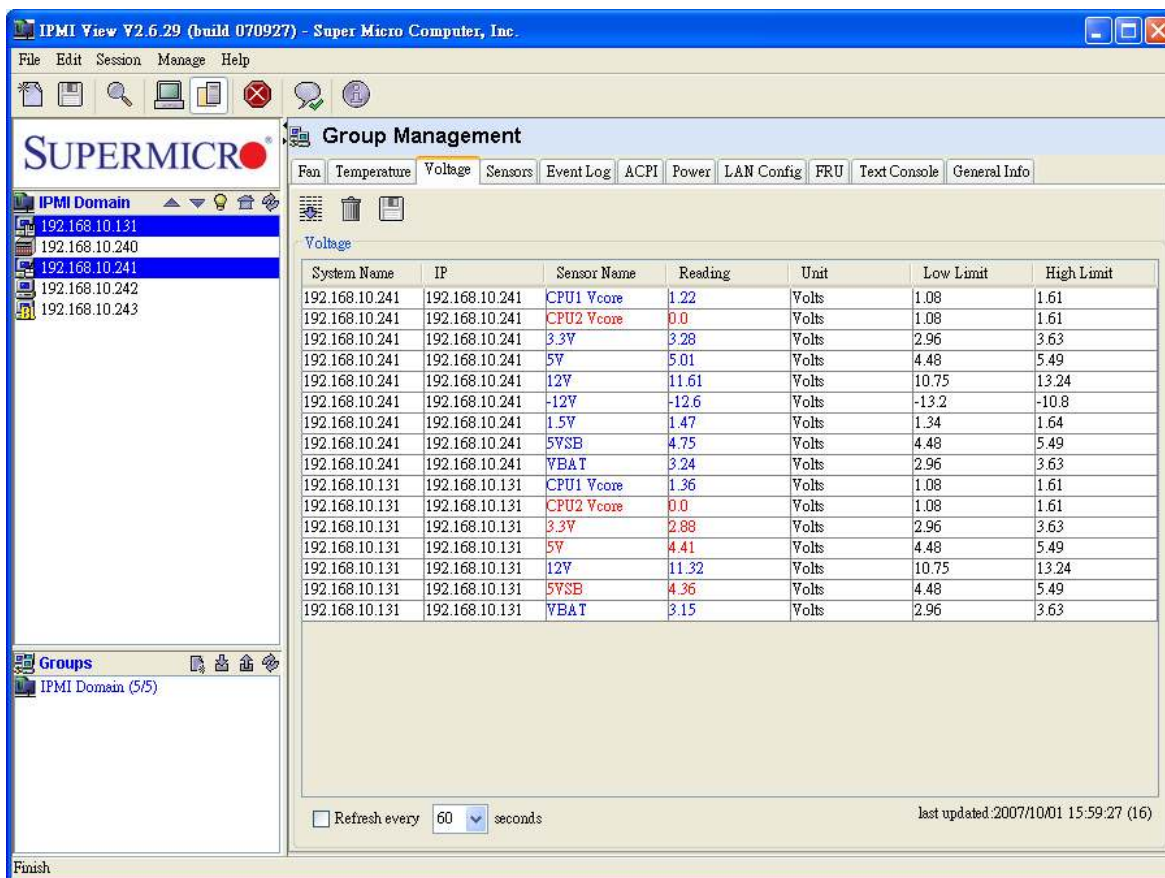 IPMI View V2.6.29 (build 070927) - Super Micro Computer, Inc.
File Edit Session Manage Help
SUPERMICRO
Group Management
Fan Temperature Voltage Sensors Event Log ACPI Power LAN Config FRU Text Console General Info
IPMI Domain
192.168.10.131
192.168.10.240
192.168.10.241
192.168.10.242
192.168.10.243
Voltage
System Name IP Sensor Name Reading Unit Low Limit High Limit
192.168.10.241 192.168.10.241 CPU1 Vcore 1.22 Volts 1.08 1.61
192.168.10.241 192.168.10.241 CPU2 Vcore 0.0 Volts 1.08 1.61
192.168.10.241 192.168.10.241 3.3V 3.28 Volts 2.96 3.63
192.168.10.241 192.168.10.241 5V 5.01 Volts 4.48 5.49
192.168.10.241 192.168.10.241 12V 11.61 Volts 10.75 13.24
192.168.10.241 192.168.10.241 -12V -12.6 Volts -13.2 -10.8
192.168.10.241 192.168.10.241 1.5V 1.47 Volts 1.34 1.64
192.168.10.241 192.168.10.241 5VSB 4.75 Volts 4.48 5.49
192.168.10.241 192.168.10.241 VBAT 3.24 Volts 2.96 3.63
192.168.10.131 192.168.10.131 CPU1 Vcore 1.36 Volts 1.08 1.61
192.168.10.131 192.168.10.131 CPU2 Vcore 0.0 Volts 1.08 1.61
192.168.10.131 192.168.10.131 3.3V 2.88 Volts 2.96 3.63
192.168.10.131 192.168.10.131 5V 4.41 Volts 4.48 5.49
192.168.10.131 192.168.10.131 12V 11.32 Volts 10.75 13.24
192.168.10.131 192.168.10.131 5VSB 4.36 Volts 4.48 5.49
192.168.10.131 192.168.10.131 VBAT 3.15 Volts 2.96 3.63
Groups
IPMI Domain (5/5)
Refresh every 60 seconds
last updated:2007/10/01 15:59:27 (16)
Finish